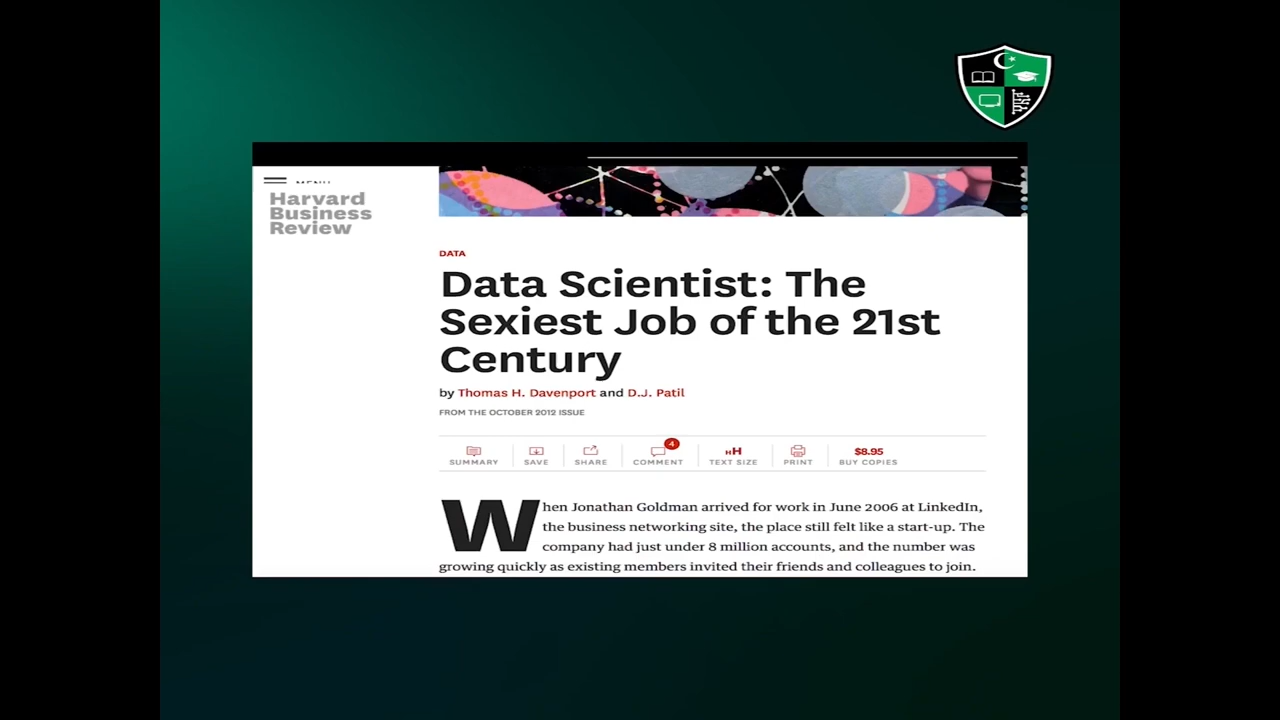 Harvard
Business
Review
DATA
Data Scientist: The
Sexiest Job of the 21st
Century
by Thomas H. Davenport and D.J. Patil
FROM THE OCTOBER 2012 ISSUE
4
SUMMARY SAVE SHARE COMMENT TEXT SIZE PRINT $8.95 BUY COPIES
When Jonathan Goldman arrived for work in June 2006 at LinkedIn,
the business networking site, the place still felt like a start-up. The
company had just under 8 million accounts, and the number was
growing quickly as existing members invited their friends and colleagues to join.